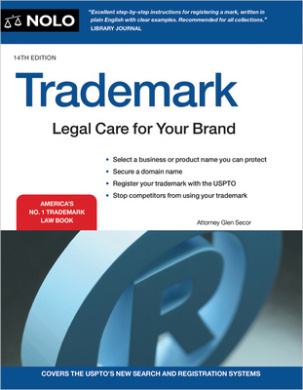 NOLO
"Excellent step-by-step instructions for registering a mark, written
in plain English with clear examples. Recommended for all collections."
LIBRARY JOURNAL
14TH EDITION
Trademark
Legal Care for Your Brand
• Select a business or product name you can protect
• Secure a domain name
• Register your trademark with the USPTO
• Stop competitors from using your trademark
AMERICA'S
NO. 1 TRADEMARK
LAW BOOK
Attorney Glen Secor
R
COVERS THE USPTO'S NEW SEARCH AND REGISTRATION SYSTEMS